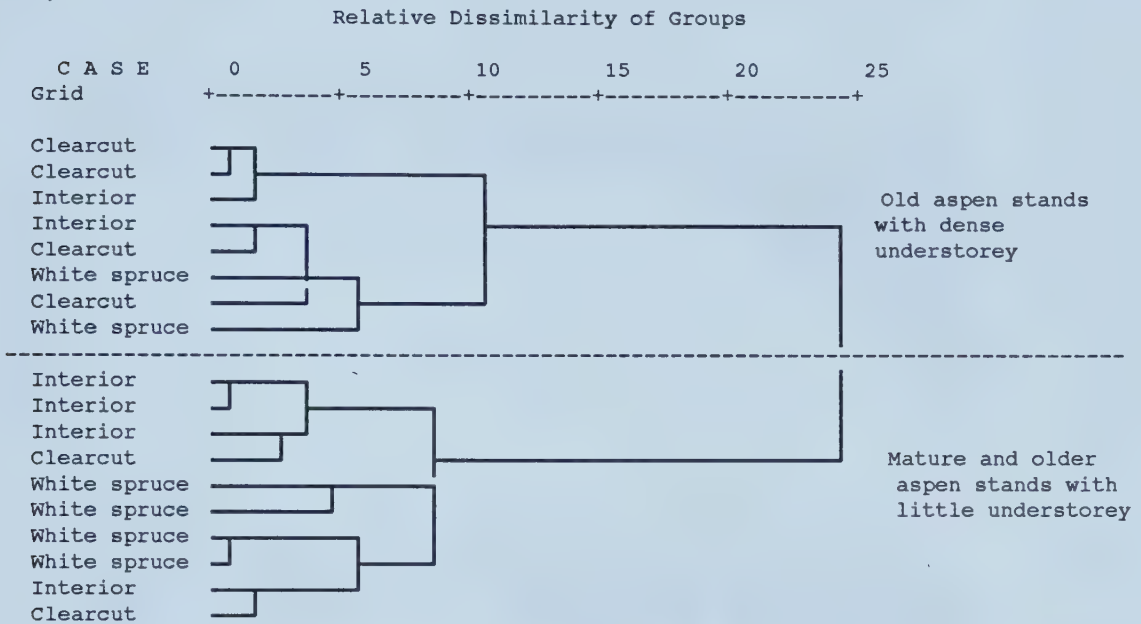 Relative Dissimilarity of Groups
C A S E 0 5 10 15 20 25
Grid +---------+---------+---------+---------+---------+
Clearcut
Clearcut
Interior
Interior
Clearcut
White spruce
Clearcut
White spruce
Old aspen stands
with dense
understorey
Interior
Interior
Interior
Clearcut
White spruce
White spruce
White spruce
White spruce
Interior
Clearcut
Mature and older
aspen stands with
little understorey